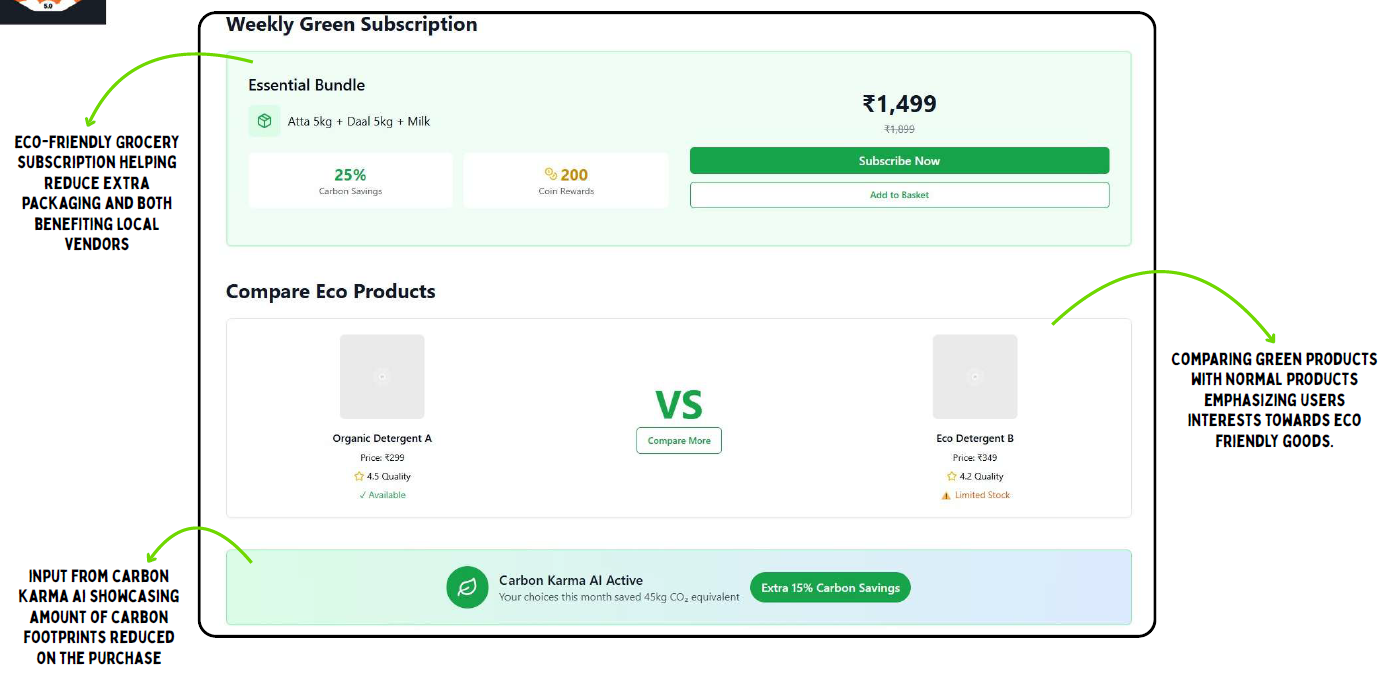 5.0
Weekly Green Subscription
Essential Bundle
Atta 5kg + Daal 5kg + Milk
25%
Carbon Savings
200
Coin Rewards
₹1,499
₹1,899
Subscribe Now
Add to Basket
ECO-FRIENDLY GROCERY
SUBSCRIPTION HELPING
REDUCE EXTRA
PACKAGING AND BOTH
BENEFITING LOCAL
VENDORS
Compare Eco Products
Organic Detergent A
Price: ₹299
4.5 Quality
✓ Available
VS
Compare More
Eco Detergent B
Price: ₹349
4.2 Quality
Limited Stock
COMPARING GREEN PRODUCTS
WITH NORMAL PRODUCTS
EMPHASIZING USERS
INTERESTS TOWARDS ECO
FRIENDLY GOODS.
Carbon Karma AI Active
Your choices this month saved 45kg CO₂ equivalent
Extra 15% Carbon Savings
INPUT FROM CARBON
KARMA AI SHOWCASING
AMOUNT OF CARBON
FOOTPRINTS REDUCED
ON THE PURCHASE